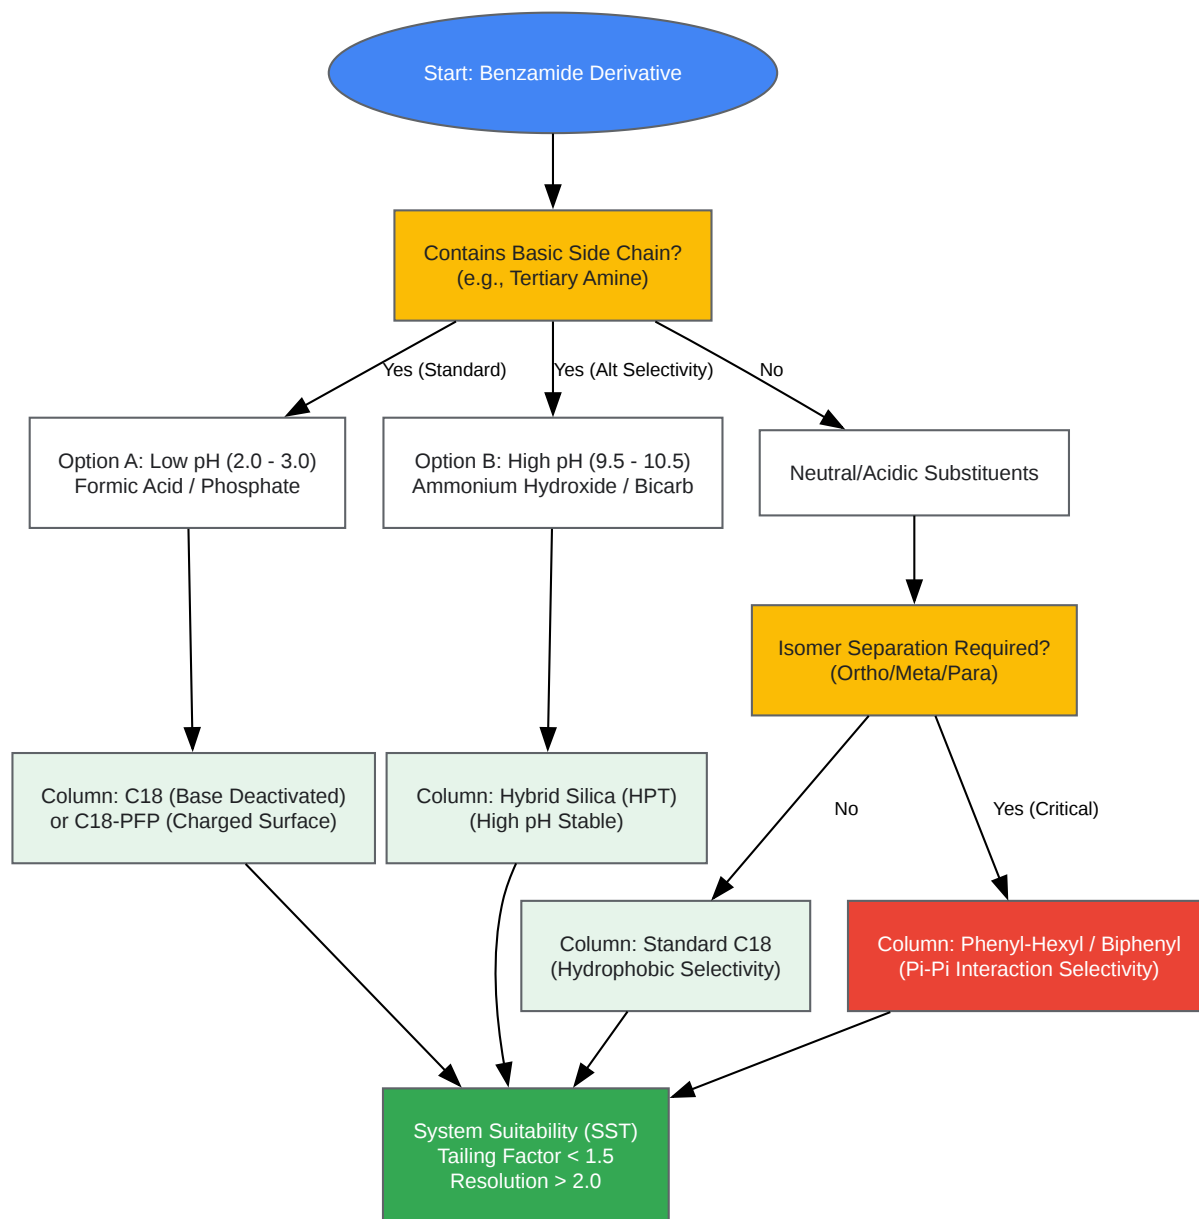 Start: Benzamide Derivative
Contains Basic Side Chain?
(e.g., Tertiary Amine)
Yes (Standard)
Yes (Alt Selectivity)
No
Option A: Low pH (2.0 - 3.0)
Formic Acid / Phosphate
Option B: High pH (9.5 - 10.5)
Ammonium Hydroxide / Bicarb
Neutral/Acidic Substituents
Isomer Separation Required?
(Ortho/Meta/Para)
Column: C18 (Base Deactivated)
or C18-PFP (Charged Surface)
Column: Hybrid Silica (HPT)
(High pH Stable)
No
Yes (Critical)
Column: Standard C18
(Hydrophobic Selectivity)
Column: Phenyl-Hexyl / Biphenyl
(Pi-Pi Interaction Selectivity)
System Suitability (SST)
Tailing Factor < 1.5
Resolution > 2.0